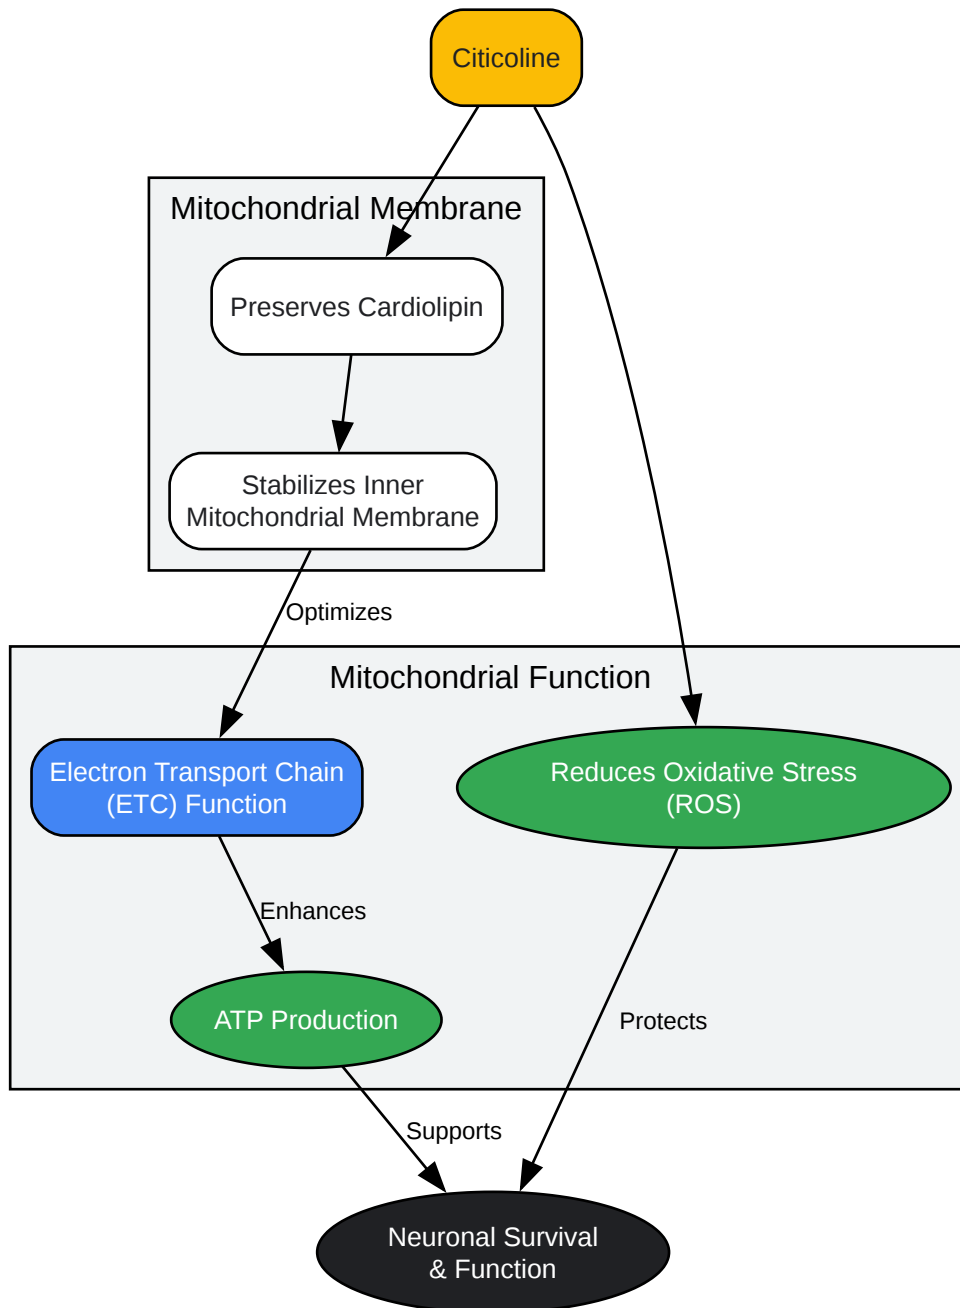 Citicoline
Mitochondrial Membrane
Preserves Cardiolipin
Stabilizes Inner
Mitochondrial Membrane
Optimizes
Mitochondrial Function
Electron Transport Chain
(ETC) Function
Reduces Oxidative Stress
(ROS)
Enhances
ATP Production
Protects
Supports
Neuronal Survival
& Function